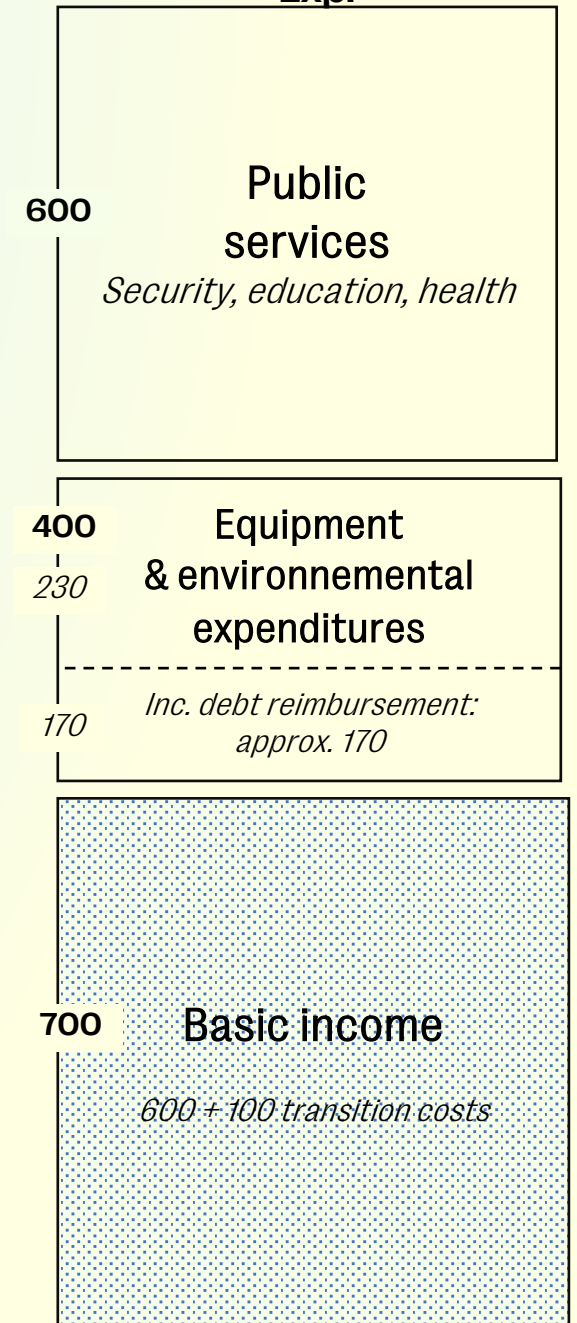 Exp.
Public
600
services
Security, education, health
400
Equipment
230
& environnemental
expenditures
170
Inc. debt reimbursement:
approx. 170
700
Basic income
600 + 100 transition costs